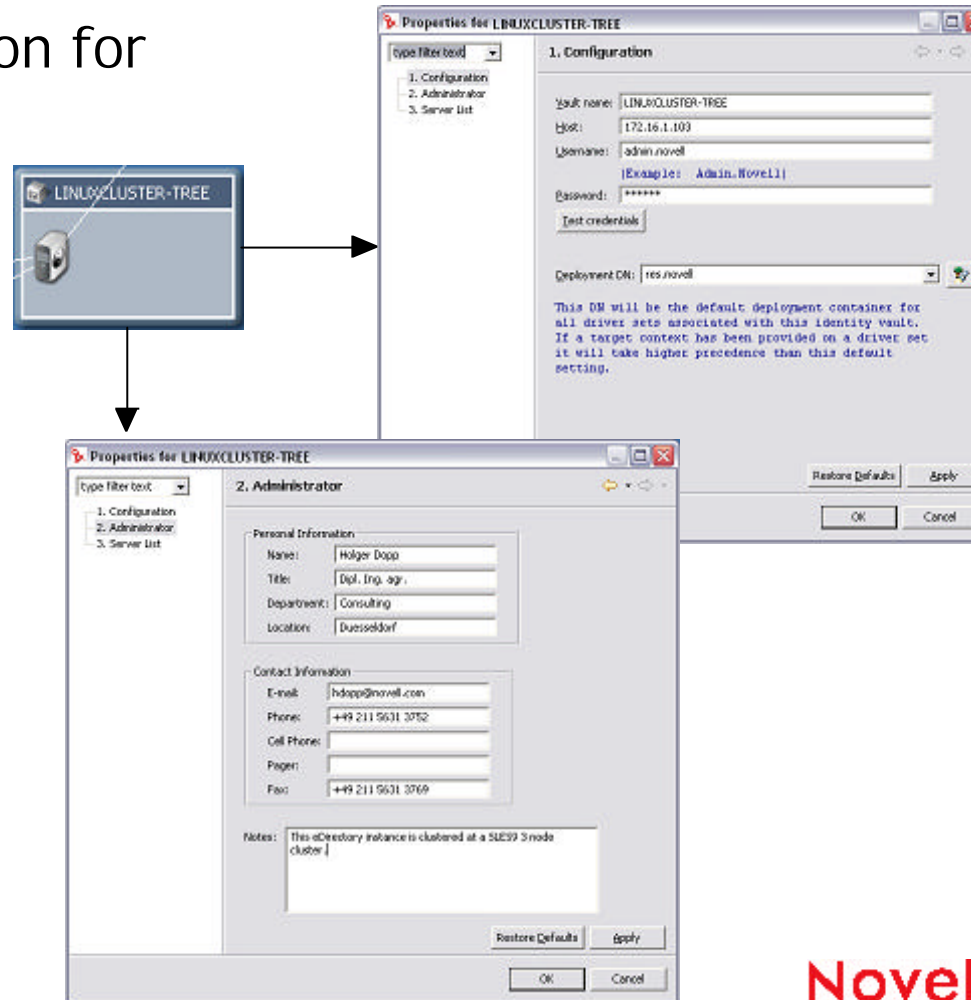 on for
LINUXCLUSTER-TREE
Properties for LINUXCLUSTER-TREE
type filter text
1. Configuration
2. Administrator
3. Server List
1. Configuration
Vault name: LINUXCLUSTER-TREE
Host: 172.16.1.103
Username: admin.novell
(Example: Admin.Novell)
Password: ******
Test credentials
Deployment DN: res.novell
This DN will be the default deployment container for
all driver sets associated with this identity vault.
If a target context has been provided on a driver set
it will take higher precedence than this default
setting.
Restore Defaults
Apply
OK
Cancel
Properties for LINUXCLUSTER-TREE
type filter text
1. Configuration
2. Administrator
3. Server List
2. Administrator
Personal Information
Name: Holger Dopp
Title: Dipl. Ing. agr.
Department: Consulting
Location: Duesseldorf
Contact Information
E-mail: hdopp@novell.com
Phone: +49 211 5631 3752
Cell Phone:
Pager:
Fax: +49 211 5631 3769
Notes: This eDirectory instance is clustered at a SLES9 3 node
cluster.
Restore Defaults
Apply
OK
Cancel
Novel